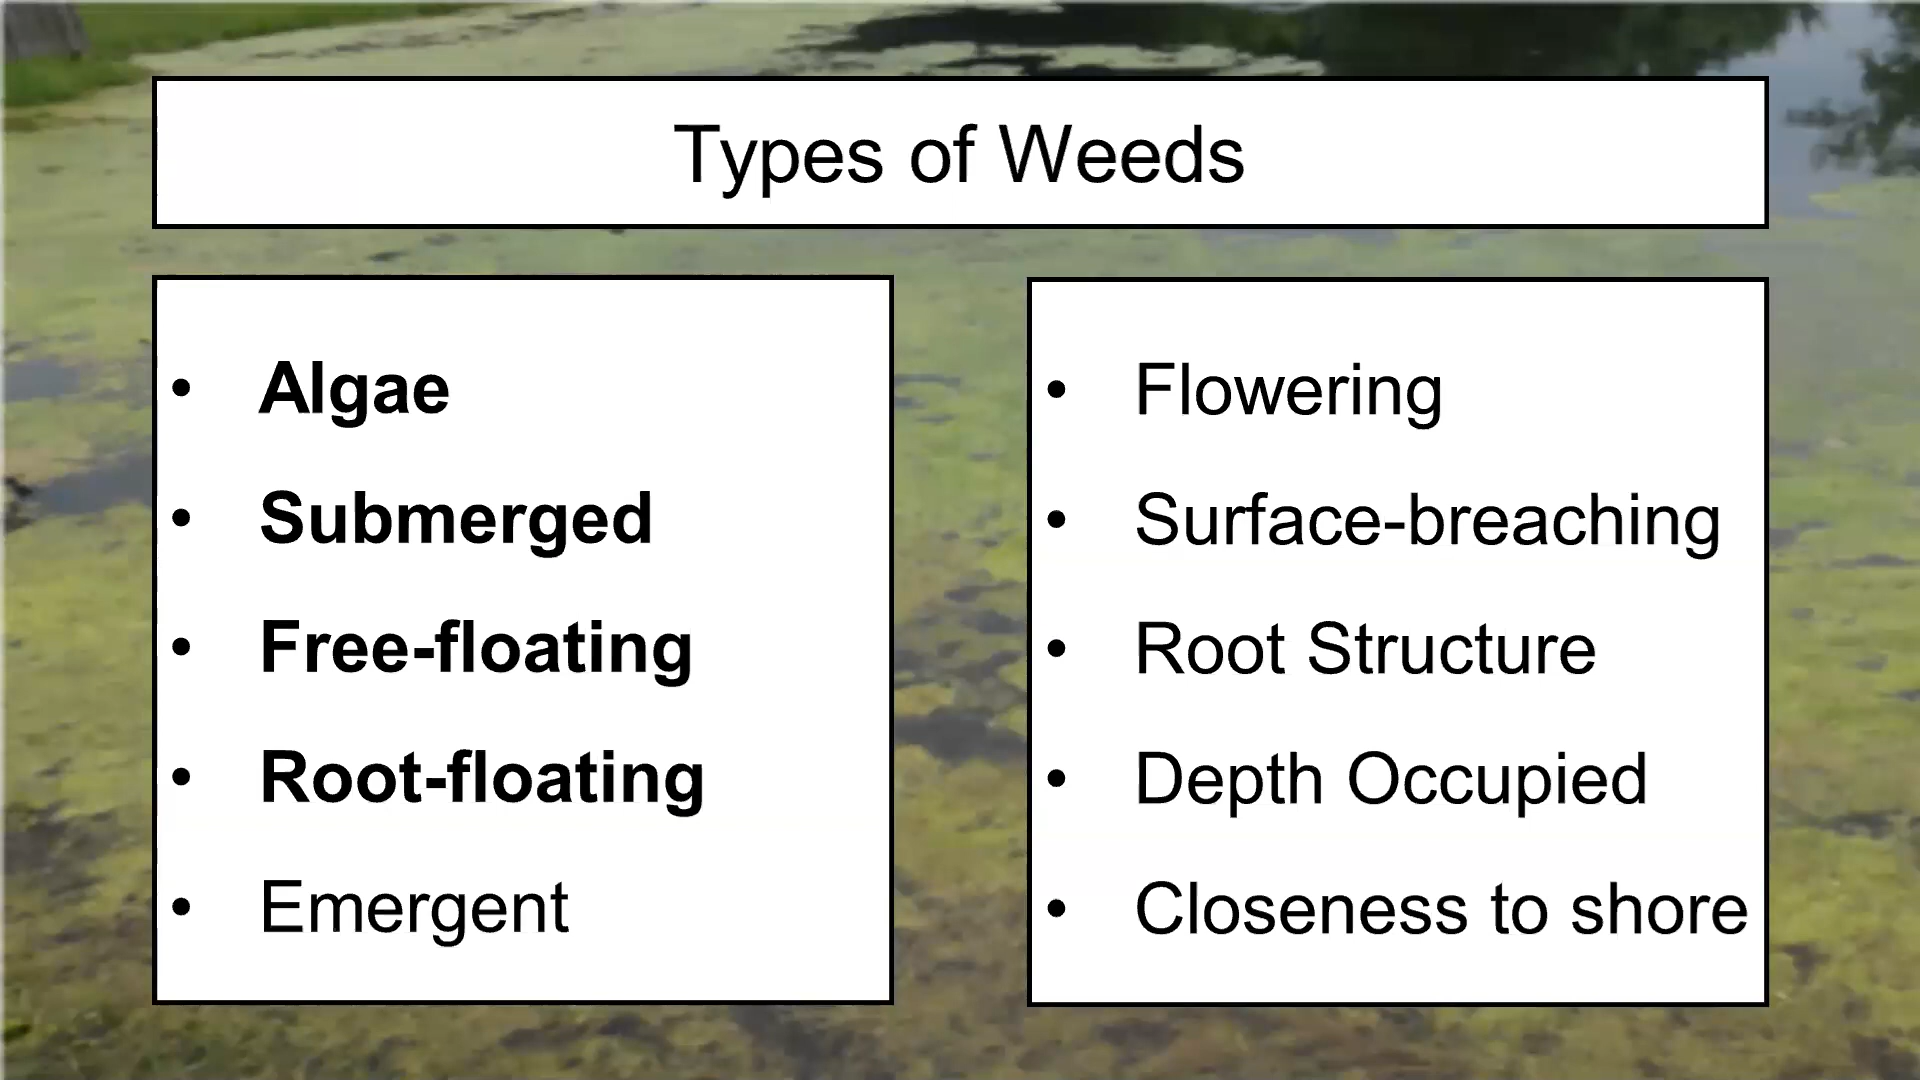 Types of Weeds
• Algae
• Submerged
• Free-floating
• Root-floating
• Emergent
• Flowering
• Surface-breaching
• Root Structure
• Depth Occupied
• Closeness to shore